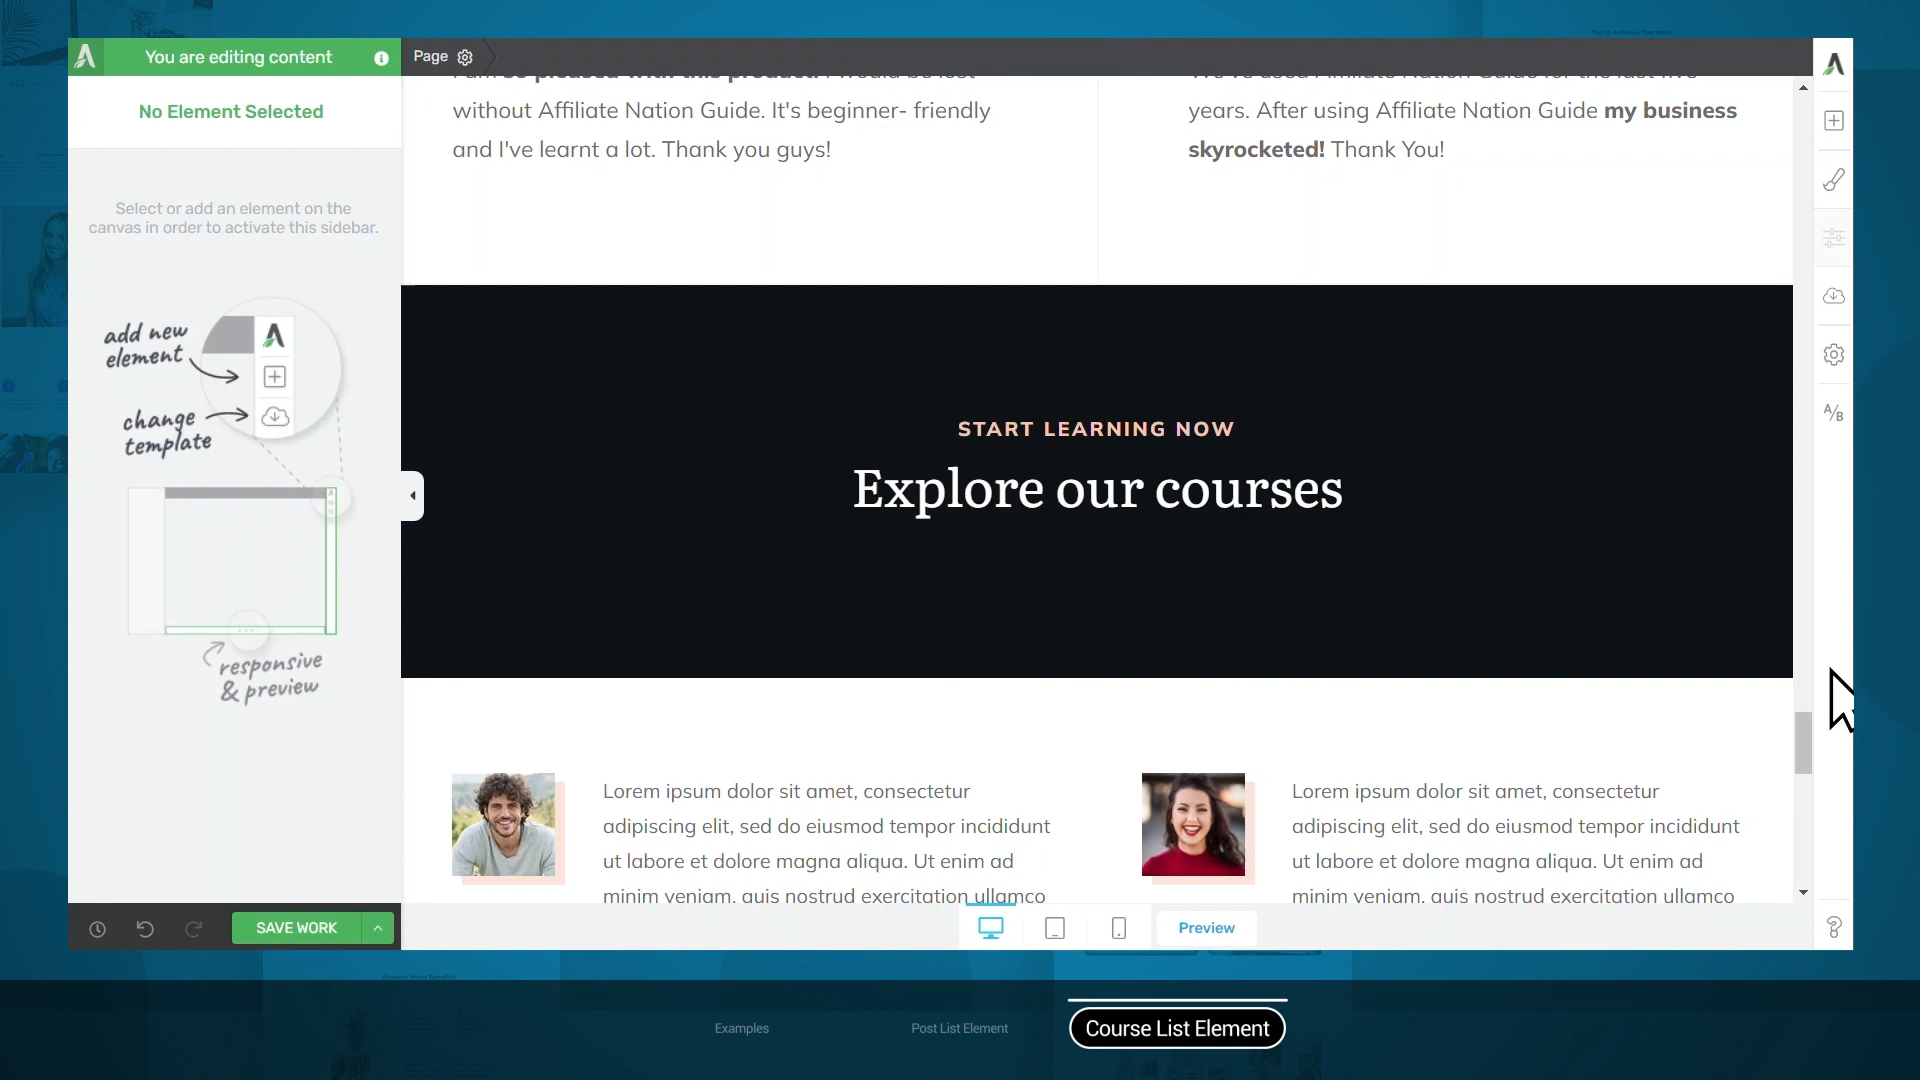 You are editing content
Page
No Element Selected
Select or add an element on the
canvas in order to activate this sidebar.
add new
element
change
template
responsive
& preview
SAVE WORK
without Affiliate Nation Guide. It's beginner- friendly
and I've learnt a lot. Thank you guys!
years. After using Affiliate Nation Guide my business
skyrocketed! Thank You!
START LEARNING NOW
Explore our courses
Lorem ipsum dolor sit amet, consectetur
adipiscing elit, sed do eiusmod tempor incididunt
ut labore et dolore magna aliqua. Ut enim ad
minim veniam, quis nostrud exercitation ullamco
Lorem ipsum dolor sit amet, consectetur
adipiscing elit, sed do eiusmod tempor incididunt
ut labore et dolore magna aliqua. Ut enim ad
minim veniam, quis nostrud exercitation ullamco
A/B
Preview
Product Main Benefits
Examples
Post List Element
Course List Element